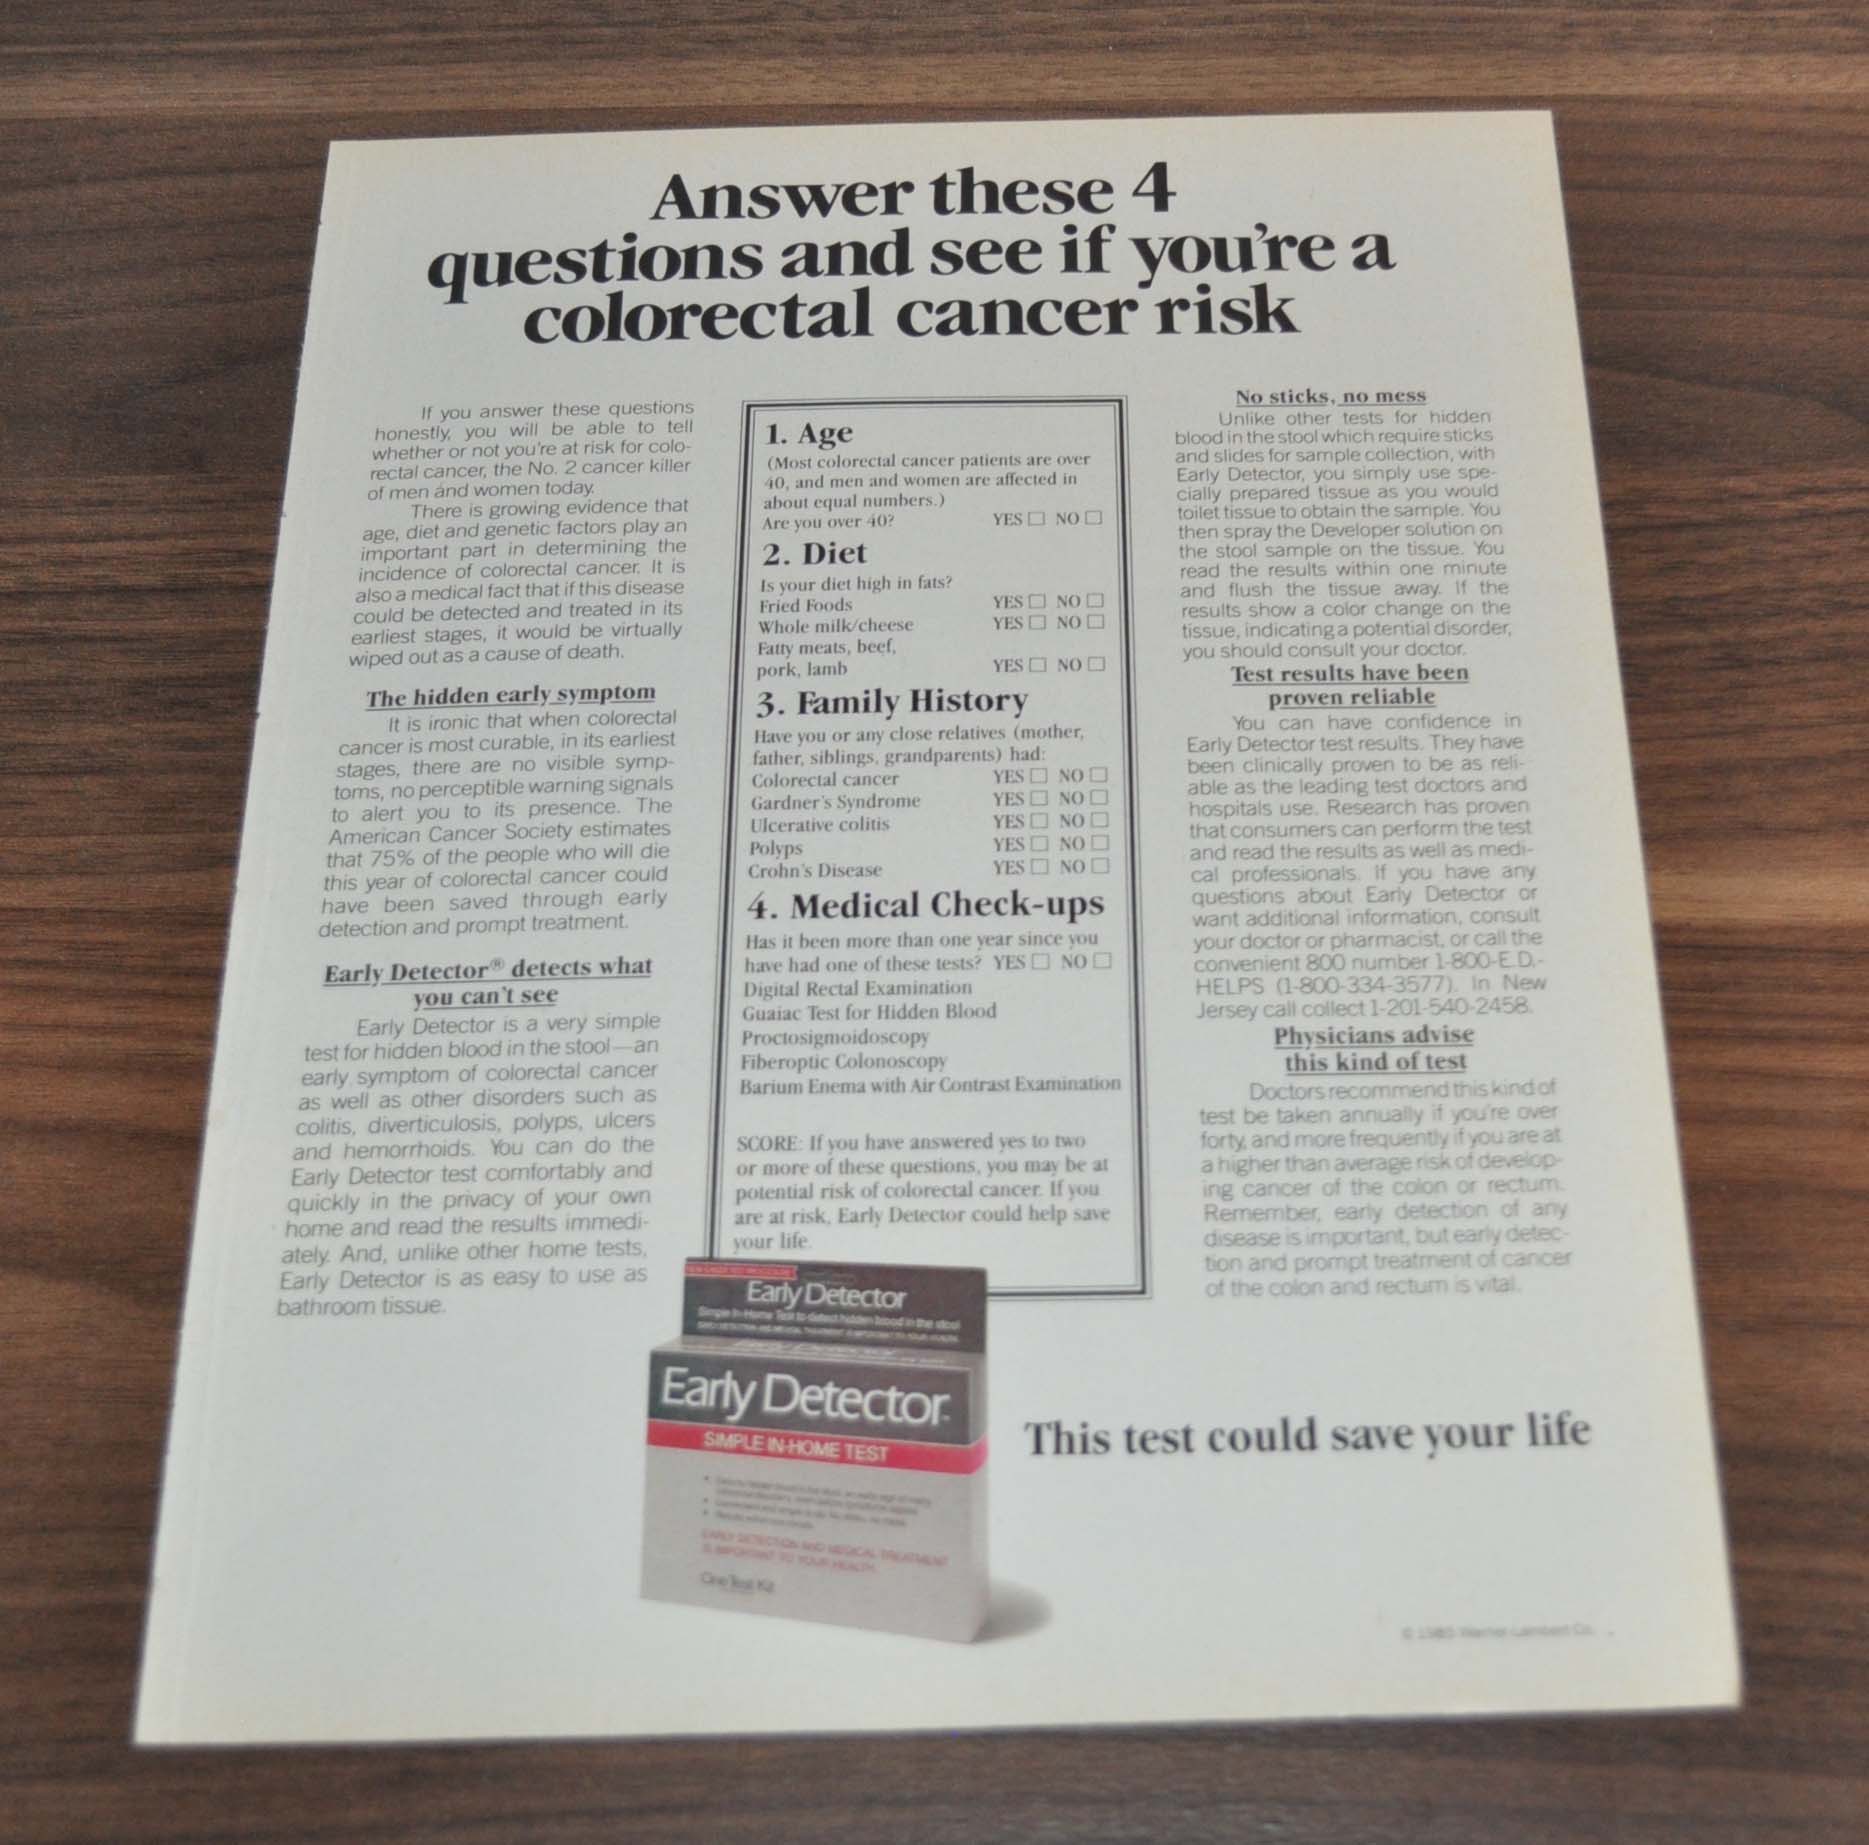 Answer these 4
questions and see if you're a
colorectal cancer risk
If you answer these questions
honestly, you will be able to tell
whether or not you're at risk for colo-
rectal cancer, the No. 2 cancer killer
of men and women today.
There is growing evidence that
age, diet and genetic factors play an
important part in determining the
incidence of colorectal cancer. It is
also a medical fact that if this disease
could be detected and treated in its
earliest stages, it would be virtually
wiped out as a cause of death.
The hidden early symptom
It is ironic that when colorectal
cancer is most curable, in its earliest
stages, there are no visible symp-
toms, no perceptible warning signals
to alert you to its presence. The
American Cancer Society estimates
that 75% of the people who will die
this year of colorectal cancer could
have been saved through early
detection and prompt treatment.
Early Detector® detects what
you can't see
Early Detector is a very simple
test for hidden blood in the stool—an
early symptom of colorectal cancer
as well as other disorders such as
colitis, diverticulosis, polyps, ulcers
and hemorrhoids. You can do the
Early Detector test comfortably and
quickly in the privacy of your own
home and read the results immedi-
ately. And, unlike other home tests,
Early Detector is as easy to use as
bathroom tissue.
1. Age
(Most colorectal cancer patients are over
40, and men and women are affected in
about equal numbers.)
Are you over 40? YES ☐ NO ☐
2. Diet
Is your diet high in fats?
Fried Foods YES ☐ NO ☐
Whole milk/cheese YES ☐ NO ☐
Fatty meats, beef,
pork, lamb YES ☐ NO ☐
3. Family History
Have you or any close relatives (mother,
father, siblings, grandparents) had:
Colorectal cancer YES ☐ NO ☐
Gardner's Syndrome YES ☐ NO ☐
Ulcerative colitis YES ☐ NO ☐
Polyps YES ☐ NO ☐
Crohn's Disease YES ☐ NO ☐
4. Medical Check-ups
Has it been more than one year since you
have had one of these tests? YES ☐ NO ☐
Digital Rectal Examination
Guaiac Test for Hidden Blood
Proctosigmoidoscopy
Fiberoptic Colonoscopy
Barium Enema with Air Contrast Examination
SCORE: If you have answered yes to two
or more of these questions, you may be at
potential risk of colorectal cancer. If you
are at risk, Early Detector could help save
your life.
No sticks, no mess
Unlike other tests for hidden
blood in the stool which require sticks
and slides for sample collection, with
Early Detector, you simply use spe-
cially prepared tissue as you would
toilet tissue to obtain the sample. You
then spray the Developer solution on
the stool sample on the tissue. You
read the results within one minute
and flush the tissue away. If the
results show a color change on the
tissue, indicating a potential disorder,
you should consult your doctor.
Test results have been
proven reliable
You can have confidence in
Early Detector test results. They have
been clinically proven to be as reli-
able as the leading test doctors and
hospitals use. Research has proven
that consumers can perform the test
and read the results as well as medi-
cal professionals. If you have any
questions about Early Detector or
want additional information, consult
your doctor or pharmacist, or call the
convenient 800 number 1-800-E.D.-
HELPS (1-800-334-3577). In New
Jersey call collect 1-201-540-2458.
Physicians advise
this kind of test
Doctors recommend this kind of
test be taken annually if you're over
forty, and more frequently if you are at
a higher than average risk of develop-
ing cancer of the colon or rectum.
Remember, early detection of any
disease is important, but early detec-
tion and prompt treatment of cancer
of the colon and rectum is vital.
Early Detector
Simple In-Home Test to detect hidden blood in the stool
Early Detector
SIMPLE IN-HOME TEST
EARLY DETECTION AND MEDICAL TREATMENT
IS IMPORTANT TO YOUR HEALTH.
One Test Kit
This test could save your life
Warner-Lambert Co.